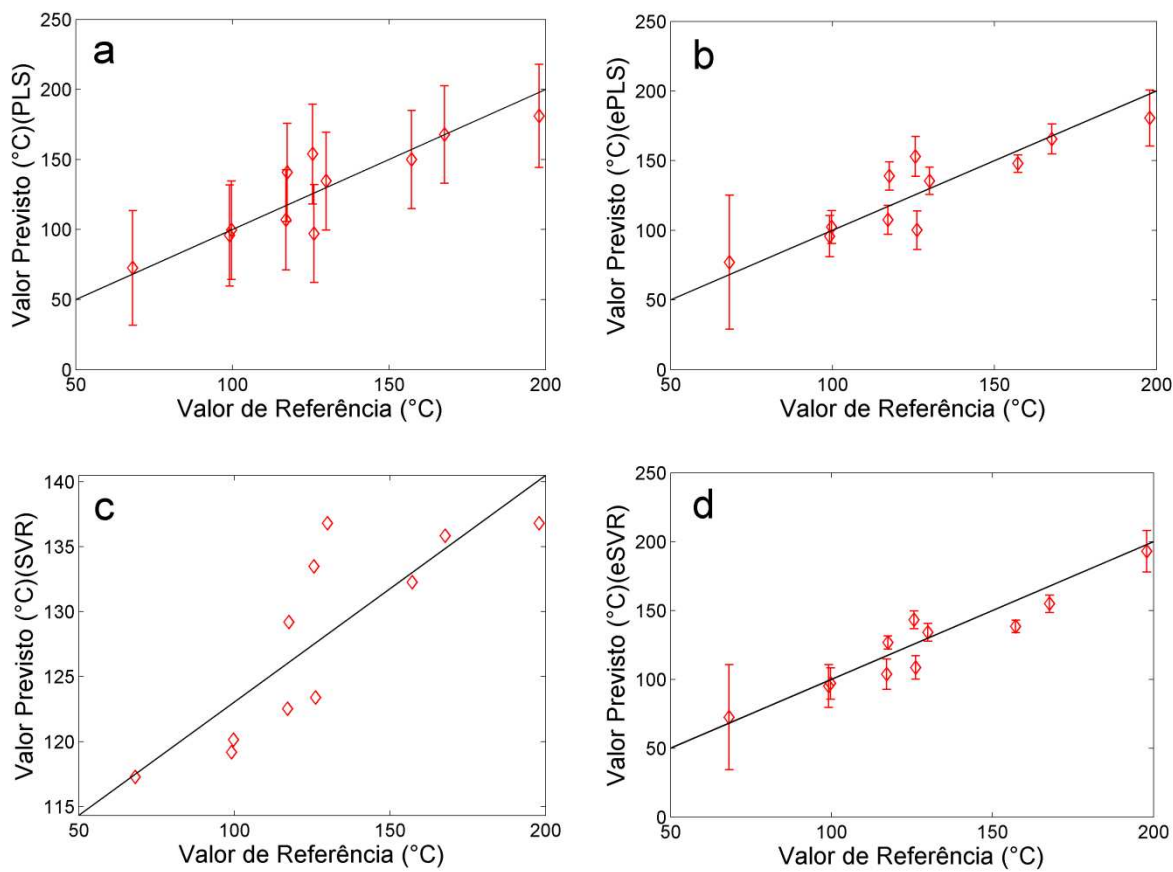 a
250
200
150
100
50
0
50 100 150 200
Valor Previsto (°C)(PLS)
Valor de Referência (°C)
b
250
200
150
100
50
0
50 100 150 200
Valor Previsto (°C)(ePLS)
Valor de Referência (°C)
c
140
135
130
125
120
115
50 100 150 200
Valor Previsto (°C)(SVR)
Valor de Referência (°C)
d
250
200
150
100
50
0
50 100 150 200
Valor Previsto (°C)(eSVR)
Valor de Referência (°C)